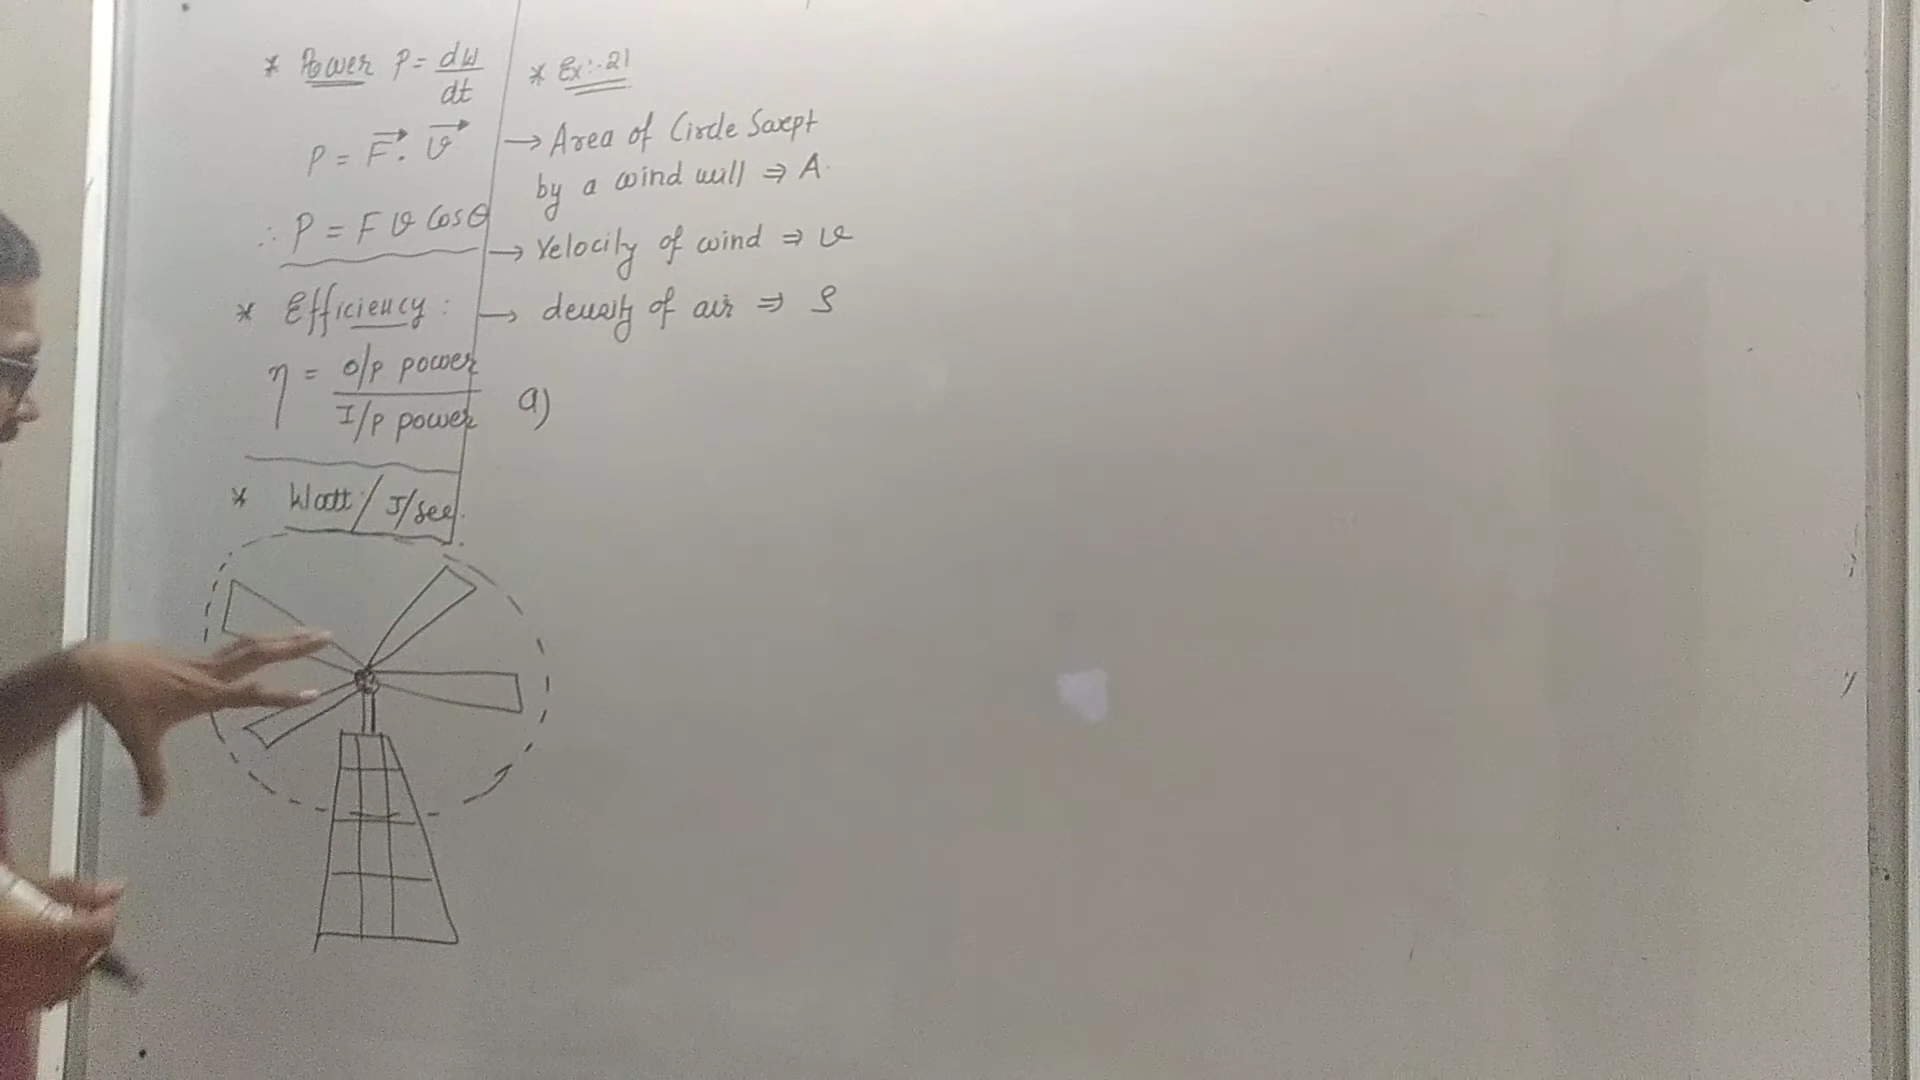 * Power P = dW/dt
P = F⃗ . v⃗
∴ P = F v Cosθ
* Efficiency :
η = o/p power / I/p power
* Watt / J/sec.
* Ex:-21
→ Area of Circle Swept
by a wind will ⇒ A.
→ Velocity of wind ⇒ v
→ density of air ⇒ ρ
a)